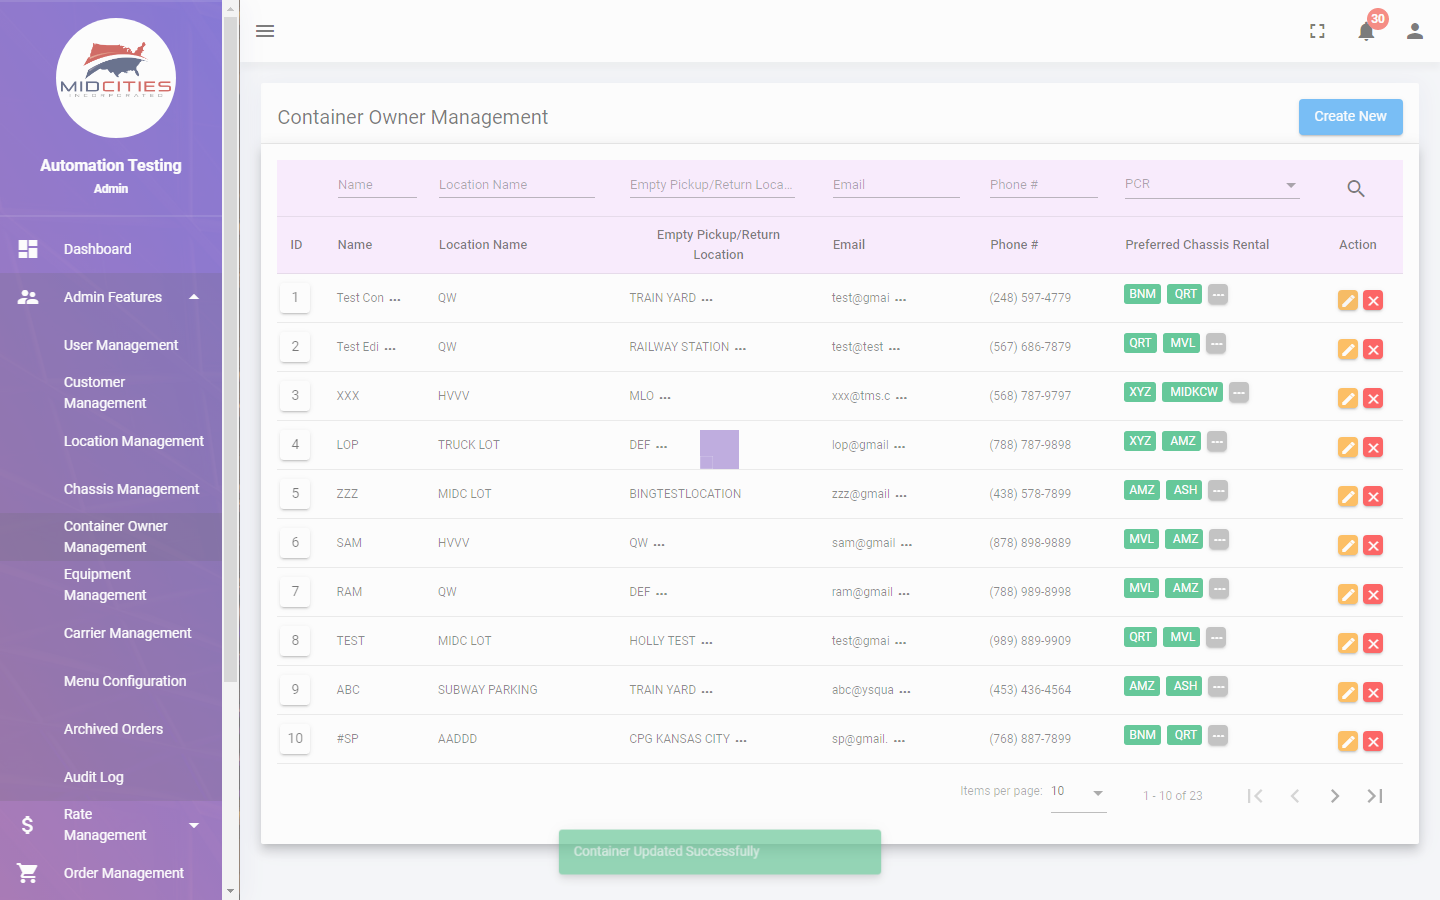 MIDCITIES
INCORPORATED
Automation Testing
Admin
Dashboard
Admin Features
User Management
Customer
Management
Location Management
Chassis Management
Container Owner
Management
Equipment
Management
Carrier Management
Menu Configuration
Archived Orders
Audit Log
Rate
Management
Order Management
30
Container Owner Management
Create New
Name Location Name Empty Pickup/Return Loca... Email Phone # PCR
ID Name Location Name Empty Pickup/Return Email Phone # Preferred Chassis Rental Action
Location
1 Test Con ••• QW TRAIN YARD ••• test@gmai ••• (248) 597-4779 BNM QRT •••
2 Test Edi ••• QW RAILWAY STATION ••• test@test ••• (567) 686-7879 QRT MVL •••
3 XXX HVVV MLO ••• xxx@tms.c ••• (568) 787-9797 XYZ MIDKCW •••
4 LOP TRUCK LOT DEF ••• lop@gmail ••• (788) 787-9898 XYZ AMZ •••
5 ZZZ MIDC LOT BINGTESTLOCATION zzz@gmail ••• (438) 578-7899 AMZ ASH •••
6 SAM HVVV QW ••• sam@gmail ••• (878) 898-9889 MVL AMZ •••
7 RAM QW DEF ••• ram@gmail ••• (788) 989-8998 MVL AMZ •••
8 TEST MIDC LOT HOLLY TEST ••• test@gmai ••• (989) 889-9909 QRT MVL •••
9 ABC SUBWAY PARKING TRAIN YARD ••• abc@ysqua ••• (453) 436-4564 AMZ ASH •••
10 #SP AADDD CPG KANSAS CITY ••• sp@gmail. ••• (768) 887-7899 BNM QRT •••
Items per page: 10 1 - 10 of 23
Container Updated Successfully